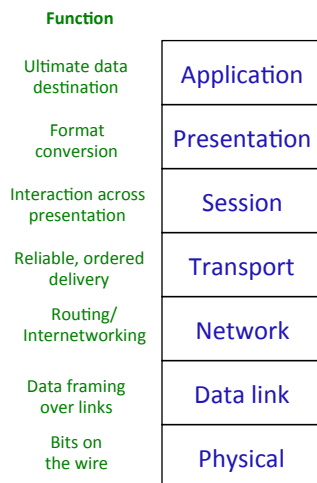 Function
Ultimate data
destination
Application
Format
conversion
Presentation
Interaction across
presentation
Session
Reliable, ordered
delivery
Transport
Routing/
Internetworking
Network
Data framing
over links
Data link
Bits on
the wire
Physical